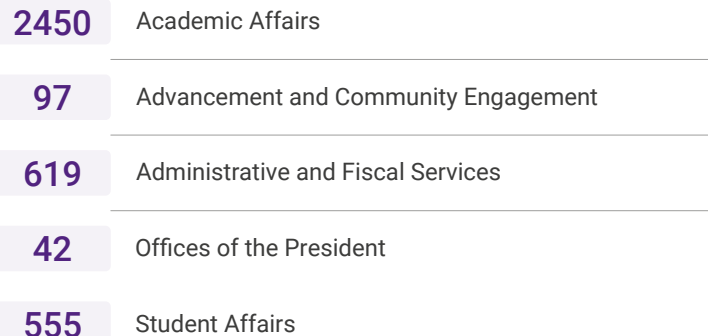 2450 Academic Affairs
97 Advancement and Community Engagement
619 Administrative and Fiscal Services
42 Offices of the President
555 Student Affairs